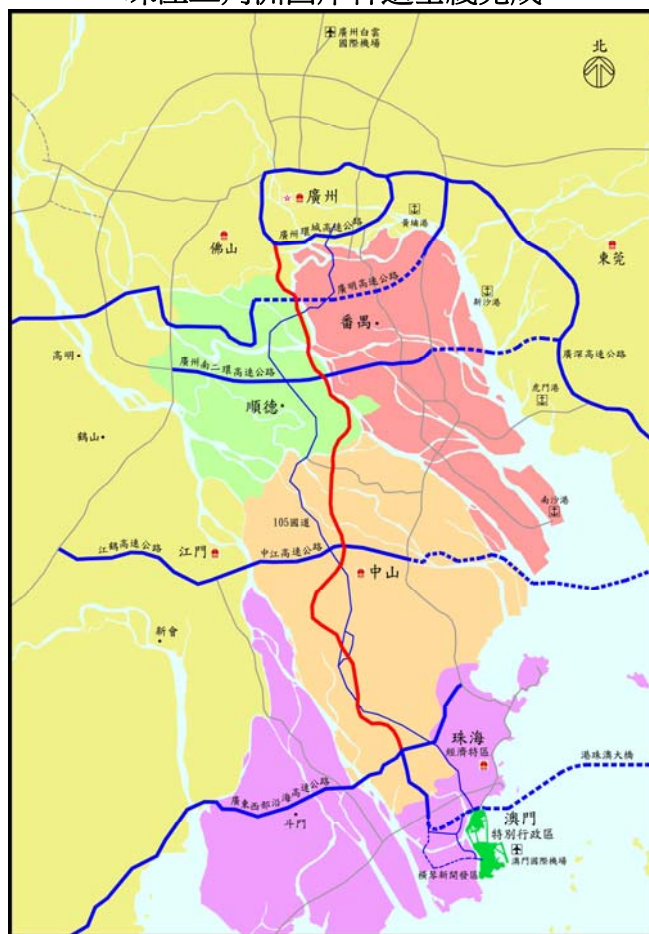 廣州白雲
國際機場
北
廣州
黃埔港
廣州環城高速公路
佛山
東莞
廣明高速公路
新沙港
番禺
廣深高速公路
高明
廣州南二環高速公路
虎門港
順德
鶴山
南沙港
105國道
江鶴高速公路
江門
中江高速公路
中山
新會
珠海
經濟特區
港珠澳大橋
廣東西部沿海高速公路
斗門
澳門
特別行政區
澳門國際機場
橫琴新開發區